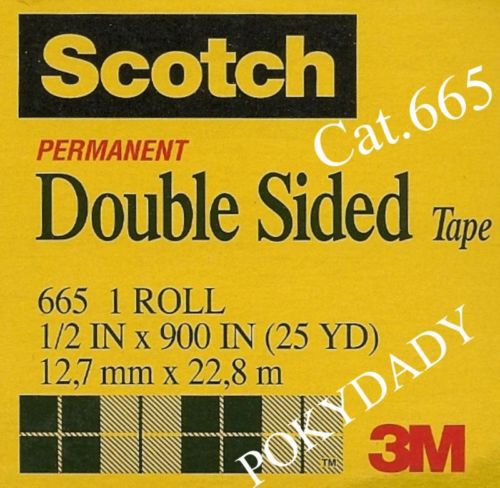 Scotch
Cat.665
PERMANENT
Double Sided Tape
665 1 ROLL
1/2 IN x 900 IN (25 YD)
12,7 mm x 22,8 m
POKYDADY
TM
3M